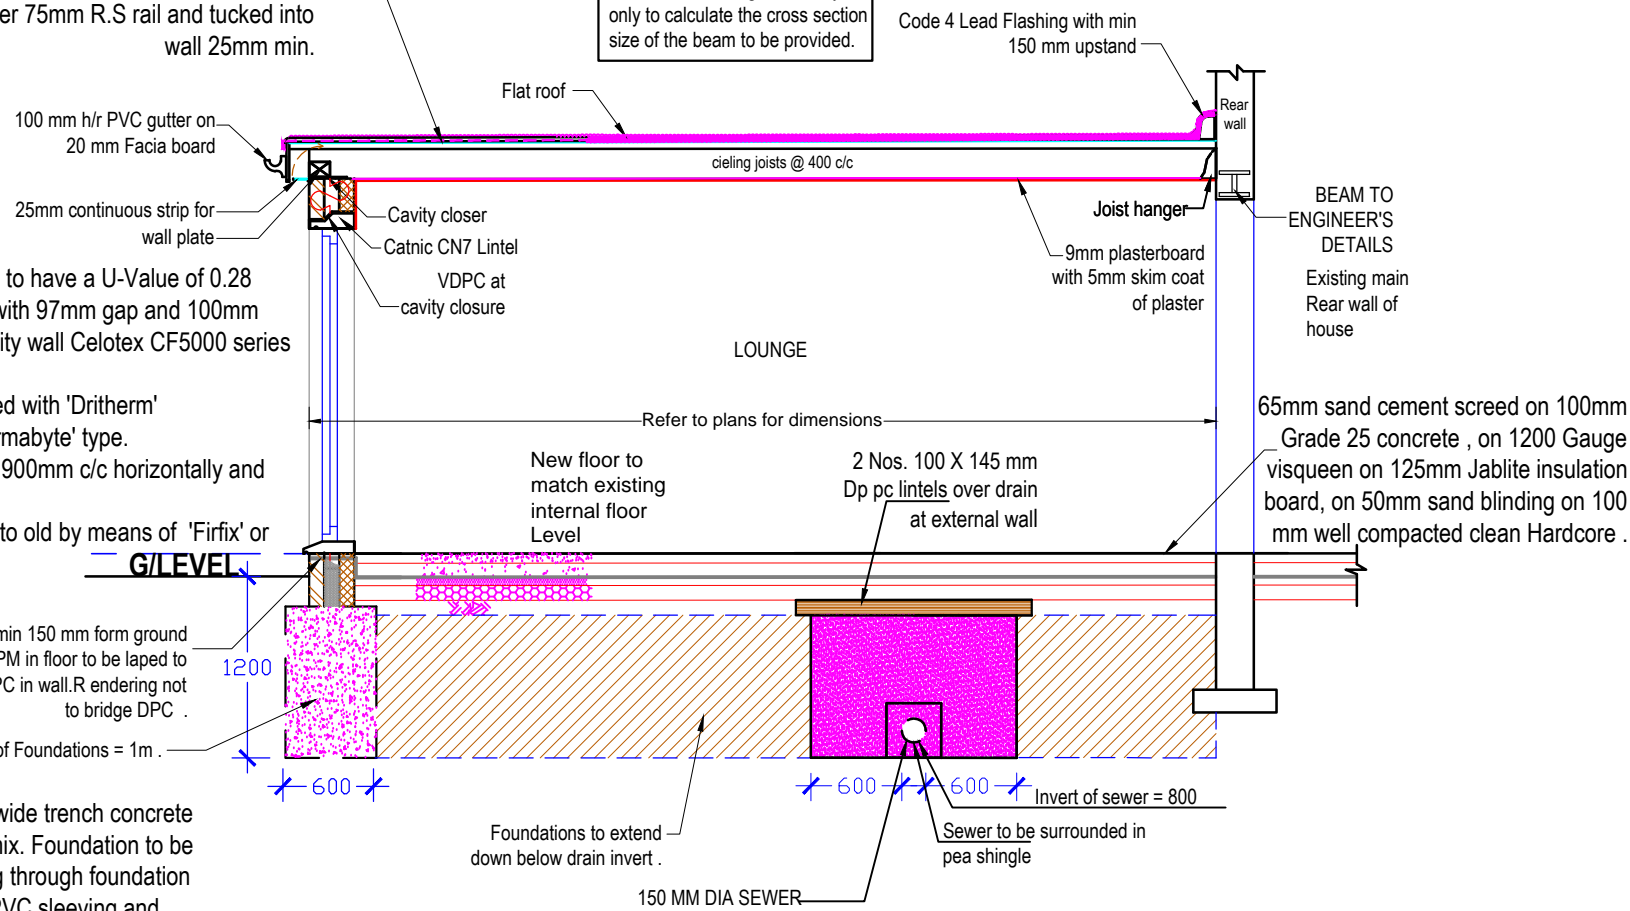 er 75mm R.S rail and tucked into
wall 25mm min.
only to calculate the cross section
size of the beam to be provided.
Code 4 Lead Flashing with min
150 mm upstand
Flat roof
Rear
wall
100 mm h/r PVC gutter on
20 mm Facia board
cieling joists @ 400 c/c
25mm continuous strip for
wall plate
Cavity closer
Catnic CN7 Lintel
VDPC at
cavity closure
Joist hanger
BEAM TO
ENGINEER'S
DETAILS
9mm plasterboard
with 5mm skim coat
of plaster
Existing main
Rear wall of
house
to have a U-Value of 0.28
with 97mm gap and 100mm
ity wall Celotex CF5000 series
LOUNGE
ed with 'Dritherm'
rmabyte' type.
900mm c/c horizontally and
to old by means of 'Firfix' or
Refer to plans for dimensions
65mm sand cement screed on 100mm
Grade 25 concrete , on 1200 Gauge
visqueen on 125mm Jablite insulation
board, on 50mm sand blinding on 100
mm well compacted clean Hardcore .
New floor to
match existing
internal floor
Level
2 Nos. 100 X 145 mm
Dp pc lintels over drain
at external wall
G/LEVEL
min 150 mm form ground
PM in floor to be laped to
PC in wall.R endering not
to bridge DPC .
1200
of Foundations = 1m .
600
600
600
Invert of sewer = 800
Sewer to be surrounded in
pea shingle
150 MM DIA SEWER
Foundations to extend
down below drain invert .
wide trench concrete
mix. Foundation to be
g through foundation
PVC sleeving and